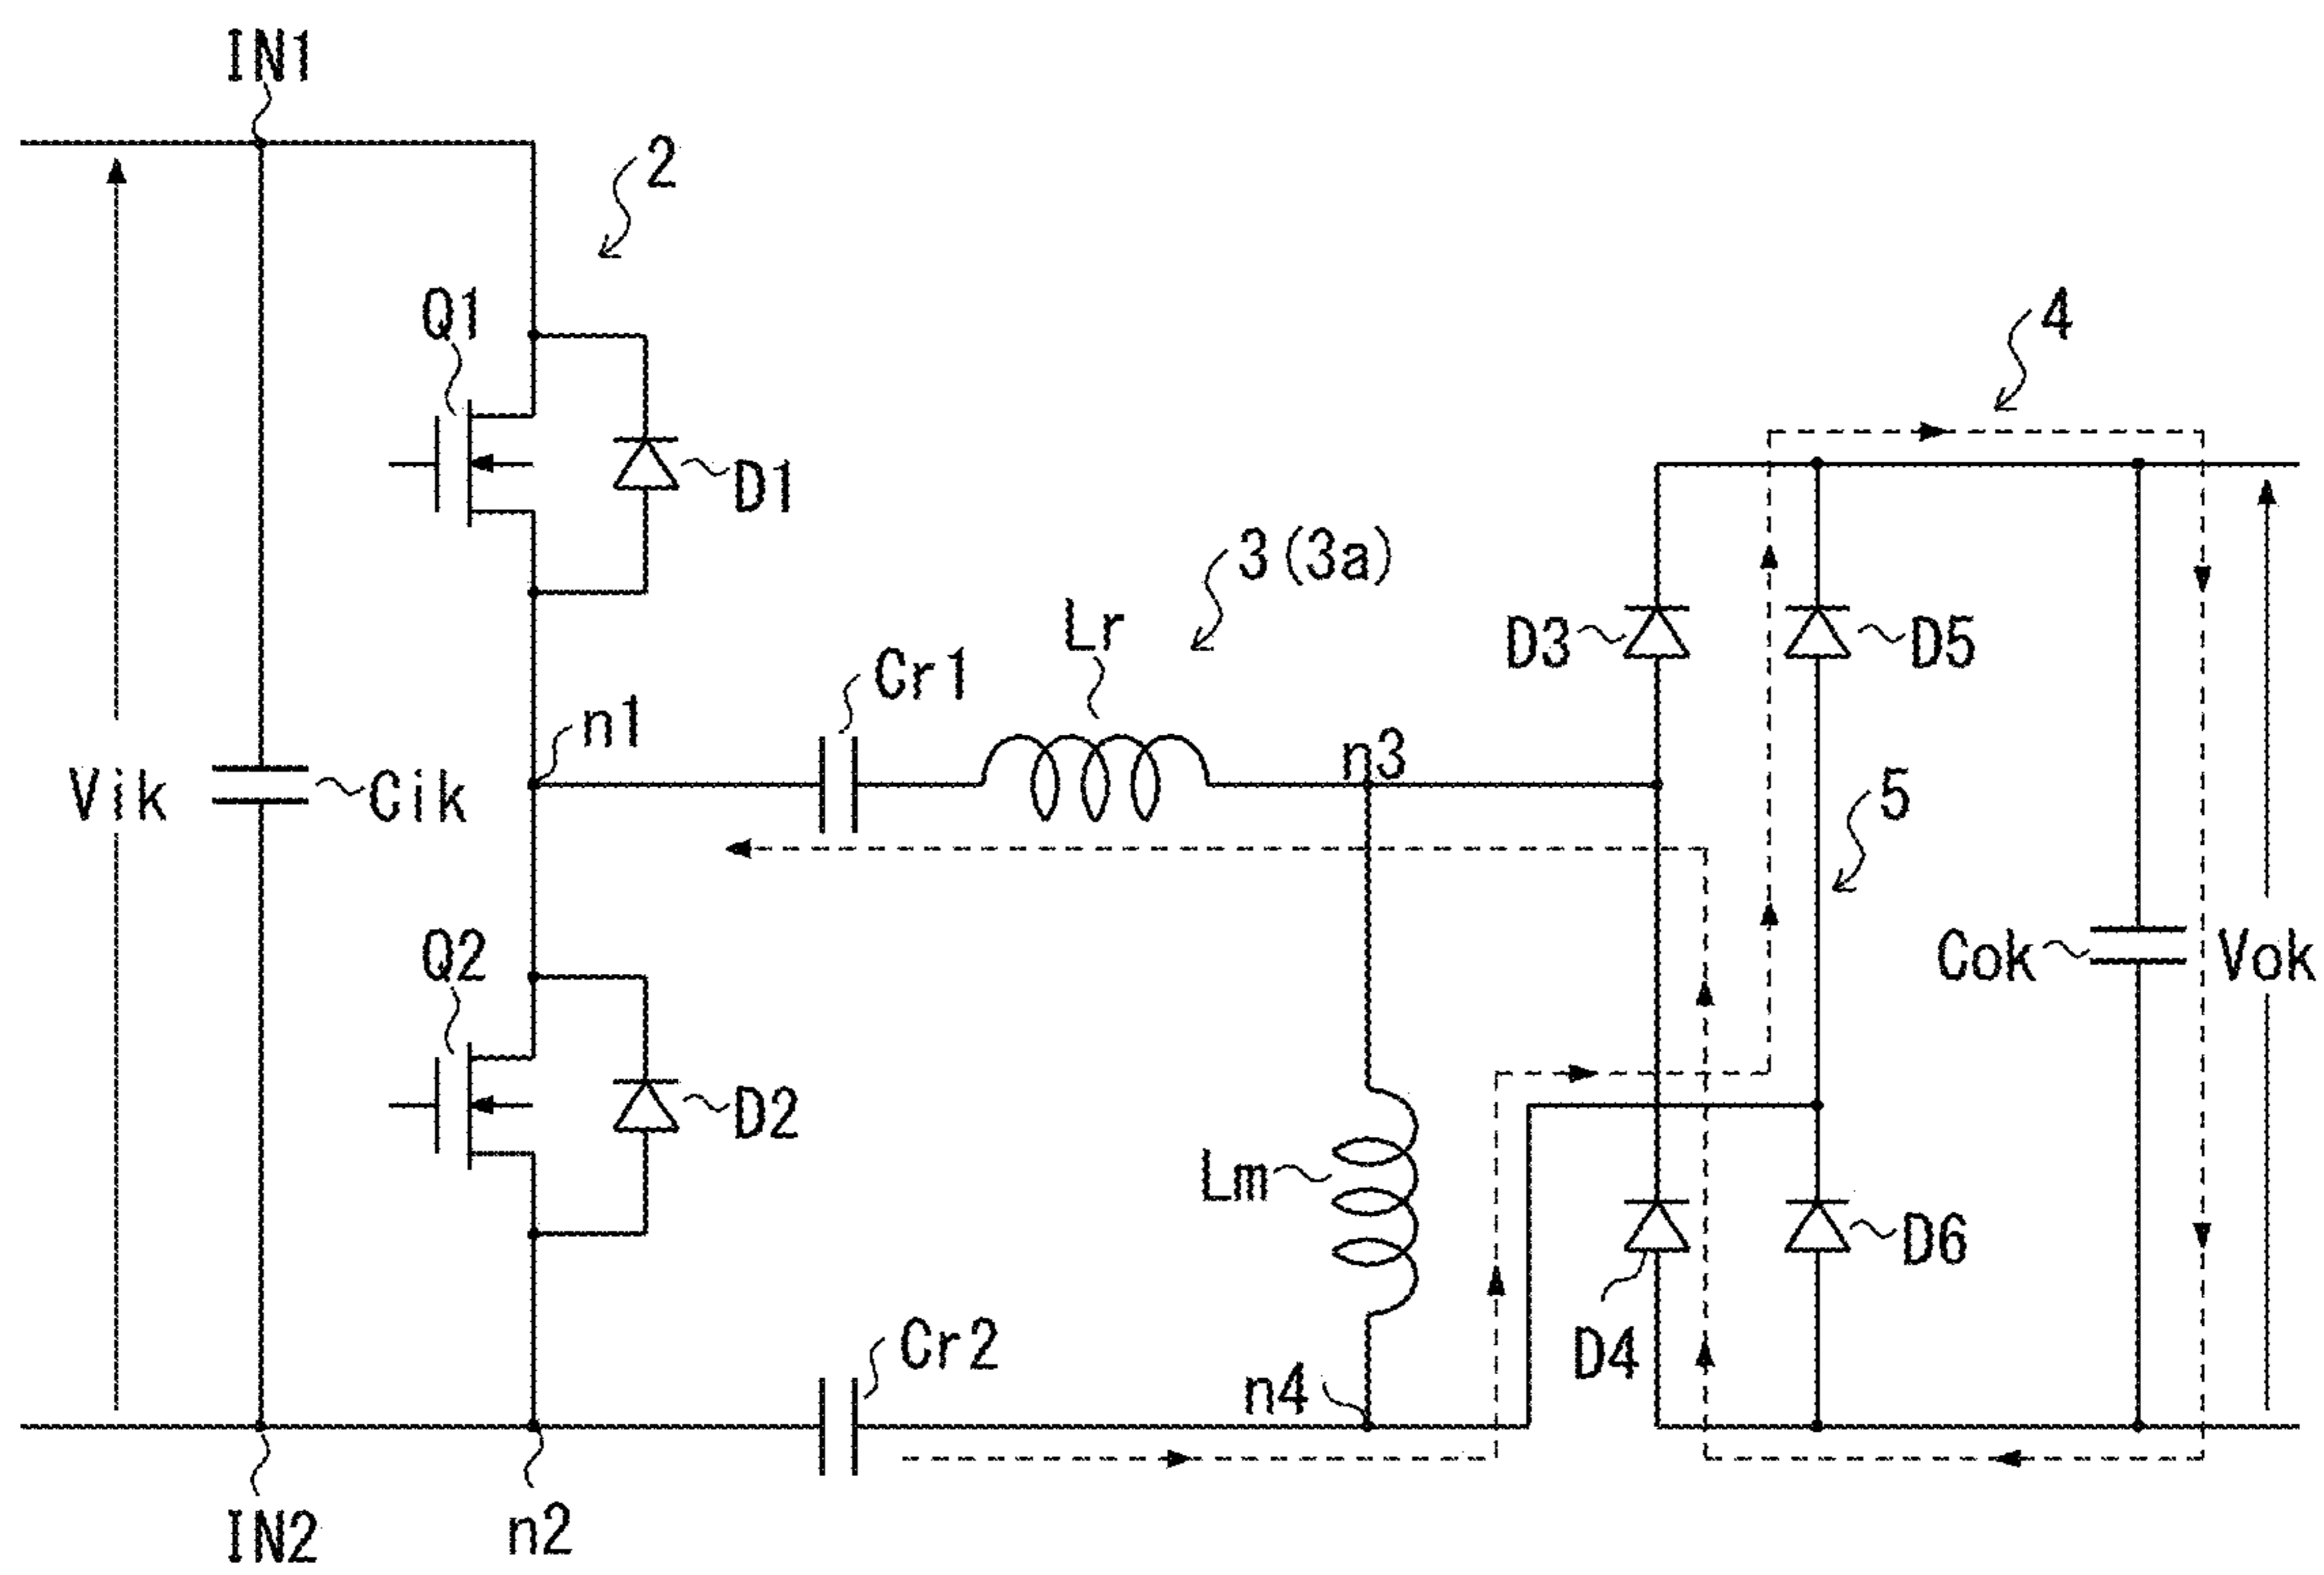 IN1
2
Q1
4
D1
3(3a)
Lr
D3
D5
Cr1
n1
n3
Vik
Cik
5
Q2
Cok
Vok
D2
Lm
D6
Cr2
D4
n4
IN2
n2